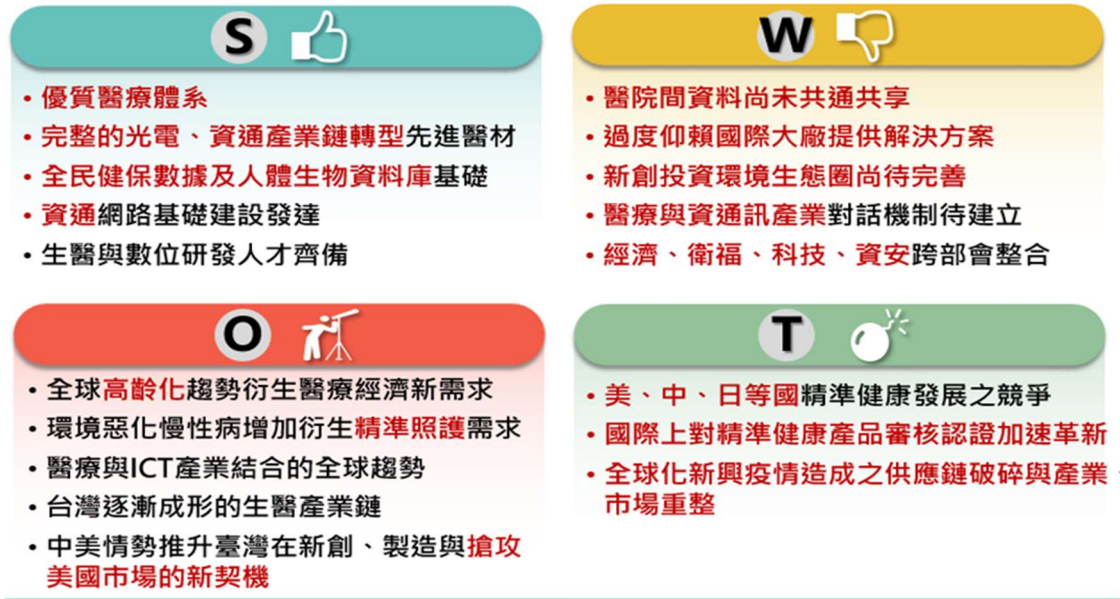 S
• 優質醫療體系
• 完整的光電、資通產業鏈轉型先進醫材
• 全民健保數據及人體生物資料庫基礎
• 資通網路基礎建設發達
• 生醫與數位研發人才齊備
W
• 醫院間資料尚未共通共享
• 過度仰賴國際大廠提供解決方案
• 新創投資環境生態圈尚待完善
• 醫療與資通訊產業對話機制待建立
• 經濟、衛福、科技、資安跨部會整合
O
• 全球高齡化趨勢衍生醫療經濟新需求
• 環境惡化慢性病增加衍生精準照護需求
• 醫療與ICT產業結合的全球趨勢
• 台灣逐漸成形的生醫產業鏈
• 中美情勢推升臺灣在新創、製造與搶攻
美國市場的新契機
T
• 美、中、日等國精準健康發展之競爭
• 國際上對精準健康產品審核認證加速革新
• 全球化新興疫情造成之供應鏈破碎與產業
市場重整